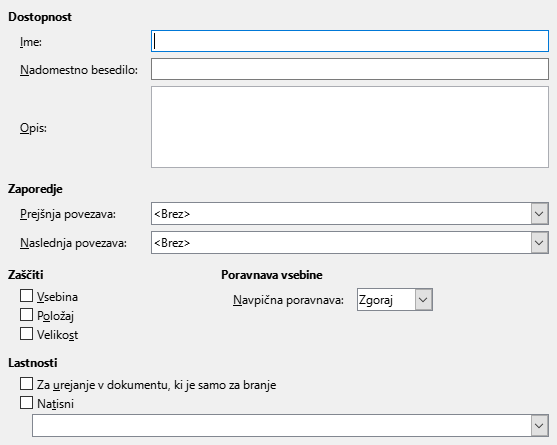 Dostopnost
Ime:
Nadomestno besedilo:
Opis:
Zaporedje
Prejšnja povezava: <Brez>
Naslednja povezava: <Brez>
Zaščiti Poravnava vsebine
Vsebina Navpična poravnava: Zgoraj
Položaj
Velikost
Lastnosti
Za urejanje v dokumentu, ki je samo za branje
Natisni